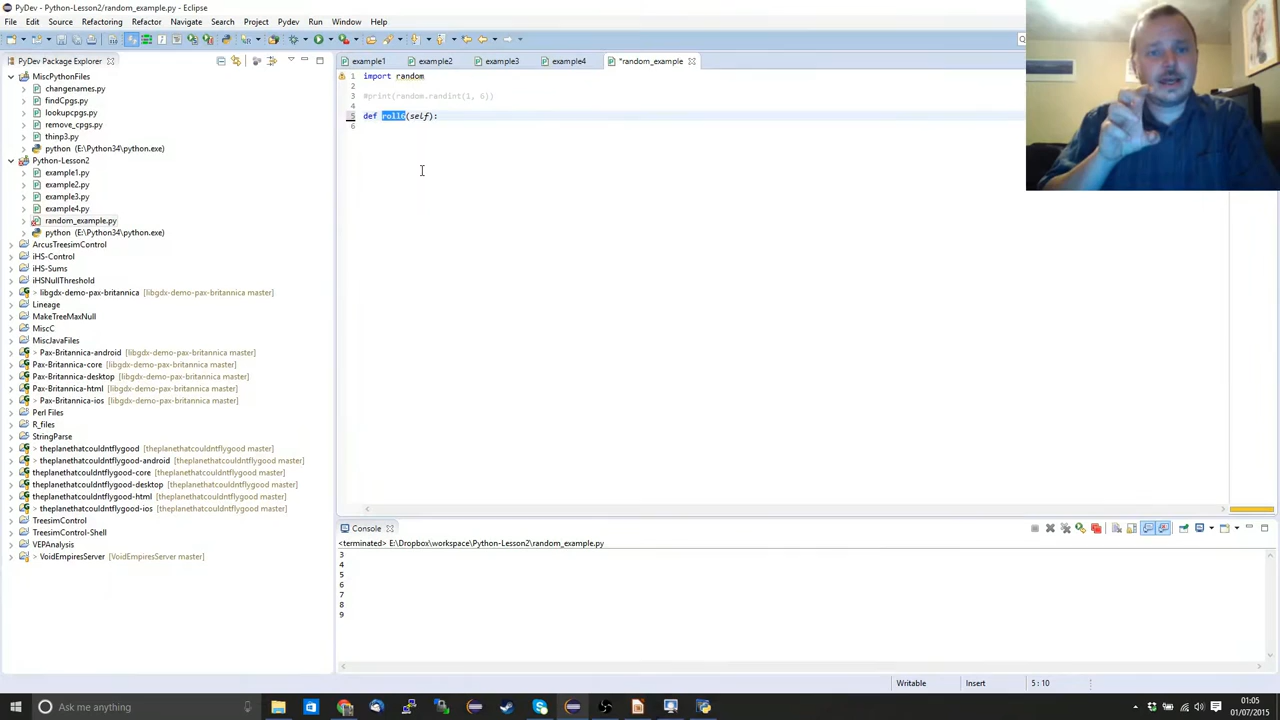 PyDev - Python-Lesson2/random_example.py - Eclipse
File Edit Source Refactoring Refactor Navigate Search Project Pydev Run Window Help
PyDev Package Explorer
example1 example2 example3 example4 *random_example
MiscPythonFiles
changenames.py
findCpgs.py
lookupcpgs.py
remove_cpgs.py
thinp3.py
python (E:\Python34\python.exe)
Python-Lesson2
example1.py
example2.py
example3.py
example4.py
random_example.py
python (E:\Python34\python.exe)
ArcusTreesimControl
iHS-Control
iHS-Sums
iHSNullThreshold
> libgdx-demo-pax-britannica [libgdx-demo-pax-britannica master]
Lineage
MakeTreeMaxNull
MiscC
MiscJavaFiles
> Pax-Britannica-android [libgdx-demo-pax-britannica master]
Pax-Britannica-core [libgdx-demo-pax-britannica master]
Pax-Britannica-desktop [libgdx-demo-pax-britannica master]
Pax-Britannica-html [libgdx-demo-pax-britannica master]
> Pax-Britannica-ios [libgdx-demo-pax-britannica master]
Perl Files
R_files
StringParse
> theplanethatcouldntflygood [theplanethatcouldntflygood master]
> theplanethatcouldntflygood-android [theplanethatcouldntflygood master]
theplanethatcouldntflygood-core [theplanethatcouldntflygood master]
theplanethatcouldntflygood-desktop [theplanethatcouldntflygood master]
theplanethatcouldntflygood-html [theplanethatcouldntflygood master]
> theplanethatcouldntflygood-ios [theplanethatcouldntflygood master]
TreesimControl
TreesimControl-Shell
VEPAnalysis
> VoidEmpiresServer [VoidEmpiresServer master]
1 import random
2
3 #print(random.randint(1, 6))
4
5 def roll6(self):
6
Console
<terminated> E:\Dropbox\workspace\Python-Lesson2\random_example.py
3
4
5
6
7
8
9
Writable Insert 5 : 10
Ask me anything
01:05
01/07/2015